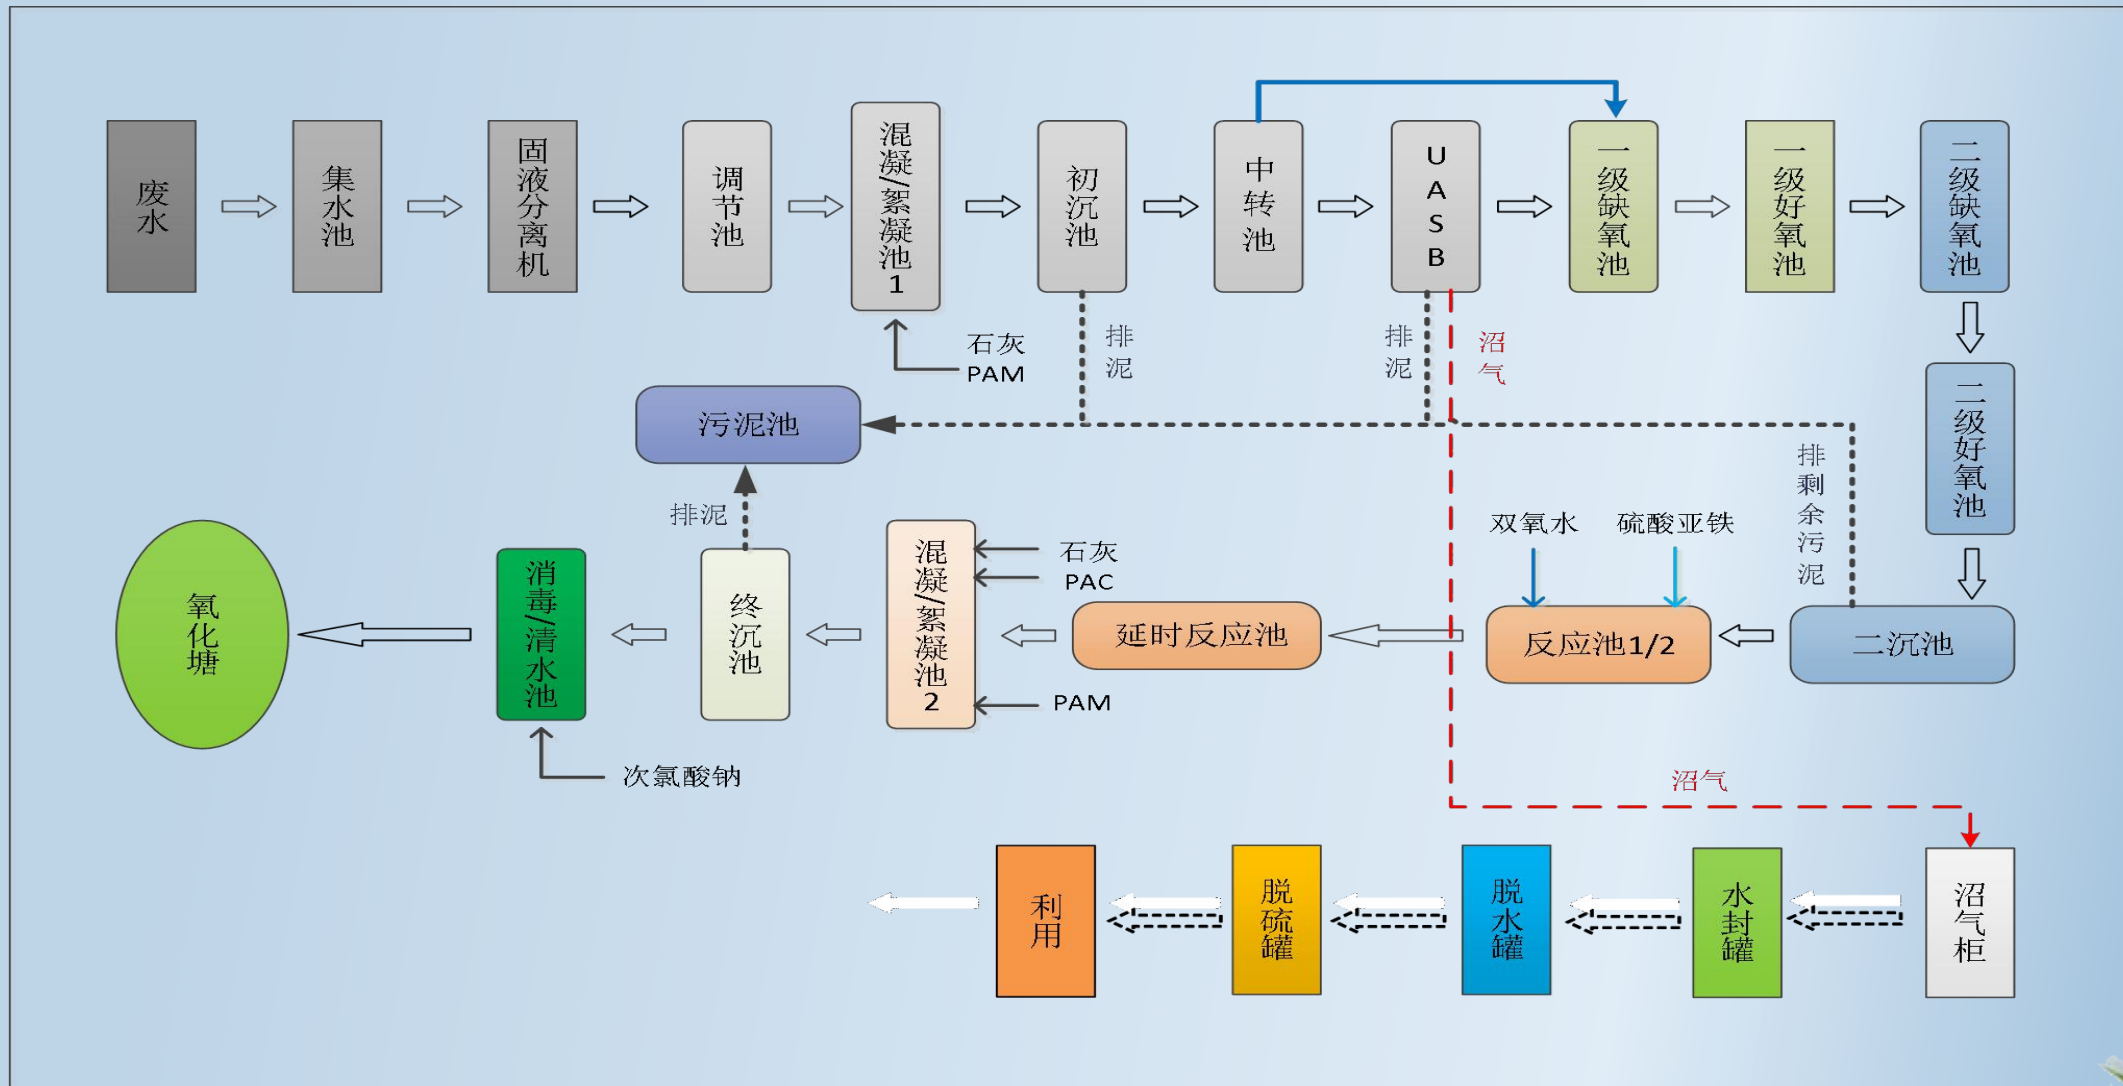 废水
集水池
固液分离机
调节池
混凝/絮凝池1
初沉池
中转池
UASB
一级缺氧池
一级好氧池
二级缺氧池
石灰
PAM
排泥
排泥
沼气
污泥池
二级好氧池
排剩余污泥
排泥
双氧水
硫酸亚铁
氧化塘
消毒/清水池
终沉池
混凝/絮凝池2
石灰
PAC
PAM
延时反应池
反应池1/2
二沉池
次氯酸钠
沼气
利用
脱硫罐
脱水罐
水封罐
沼气柜